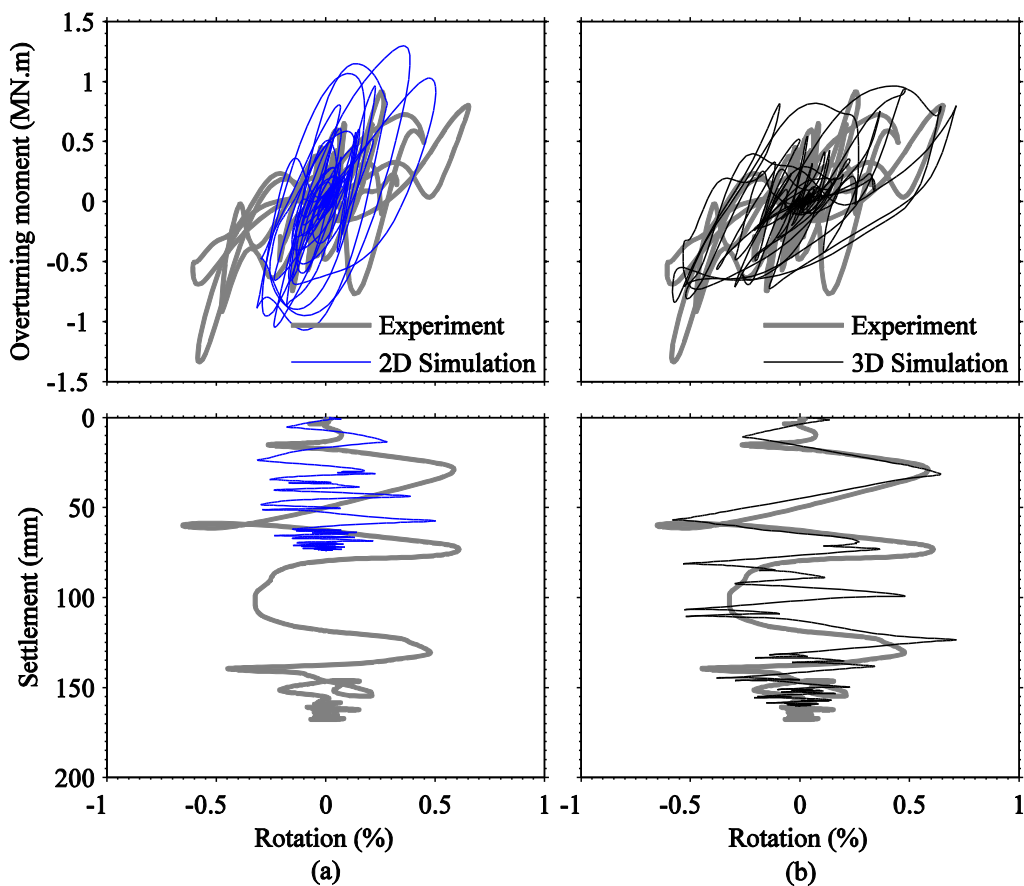 1.5
1
0.5
0
-0.5
-1
-1.5
Overturning moment (MN.m)
Experiment
2D Simulation
Experiment
3D Simulation
0
50
100
150
200
Settlement (mm)
-1 -0.5 0 0.5 1
-1 -0.5 0 0.5 1
Rotation (%)
Rotation (%)
(a)
(b)